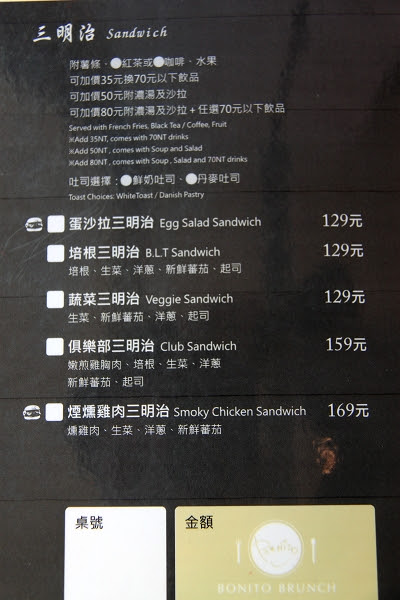 三明治 Sandwich
附薯條、●紅茶或●咖啡、水果
可加價35元換70元以下飲品
可加價50元附濃湯及沙拉
可加價80元附濃湯及沙拉+任選70元以下飲品
Served with French Fries, Black Tea / Coffee, Fruit
※Add 35NT, comes with 70NT drinks
※Add 50NT , comes with Soup and Salad
※Add 80NT , comes with Soup , Salad and 70NT drinks
吐司選擇：●鮮奶吐司、●丹麥吐司
Toast Choices: WhiteToast / Danish Pastry
蛋沙拉三明治 Egg Salad Sandwich 129元
培根三明治 B.L.T Sandwich 129元
培根、生菜、洋蔥、新鮮蕃茄、起司
蔬菜三明治 Veggie Sandwich 129元
生菜、新鮮蕃茄、洋蔥、起司
俱樂部三明治 Club Sandwich 159元
嫩煎雞胸肉、培根、生菜、洋蔥
新鮮蕃茄、起司
煙燻雞肉三明治 Smoky Chicken Sandwich 169元
燻雞肉、生菜、洋蔥、新鮮蕃茄
桌號 金額
BONITO
BONITO BRUNCH